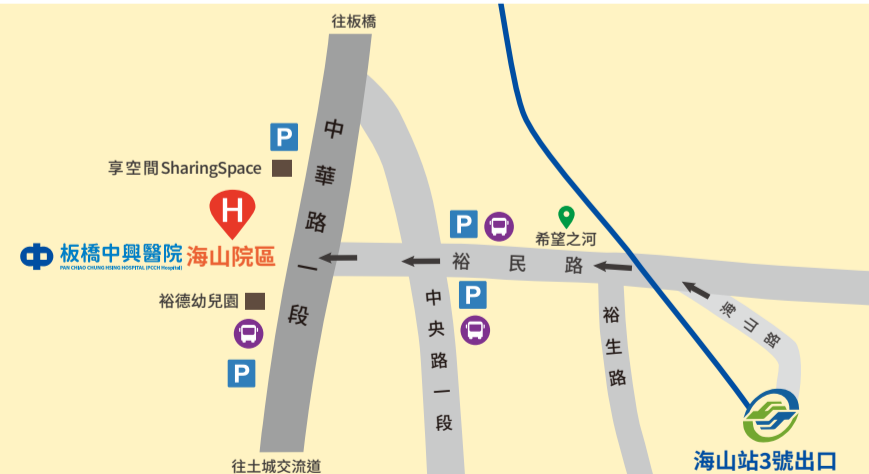 往板橋
P
中華路一段
享空間SharingSpace
H
P
希望之河
板橋中興醫院
PAN CHIAO CHUNG HSING HOSPITAL (PCCH Hospital)
海山院區
裕民路
裕德幼兒園
P
中央路一段
裕生路
海山路
P
海山站3號出口
往土城交流道